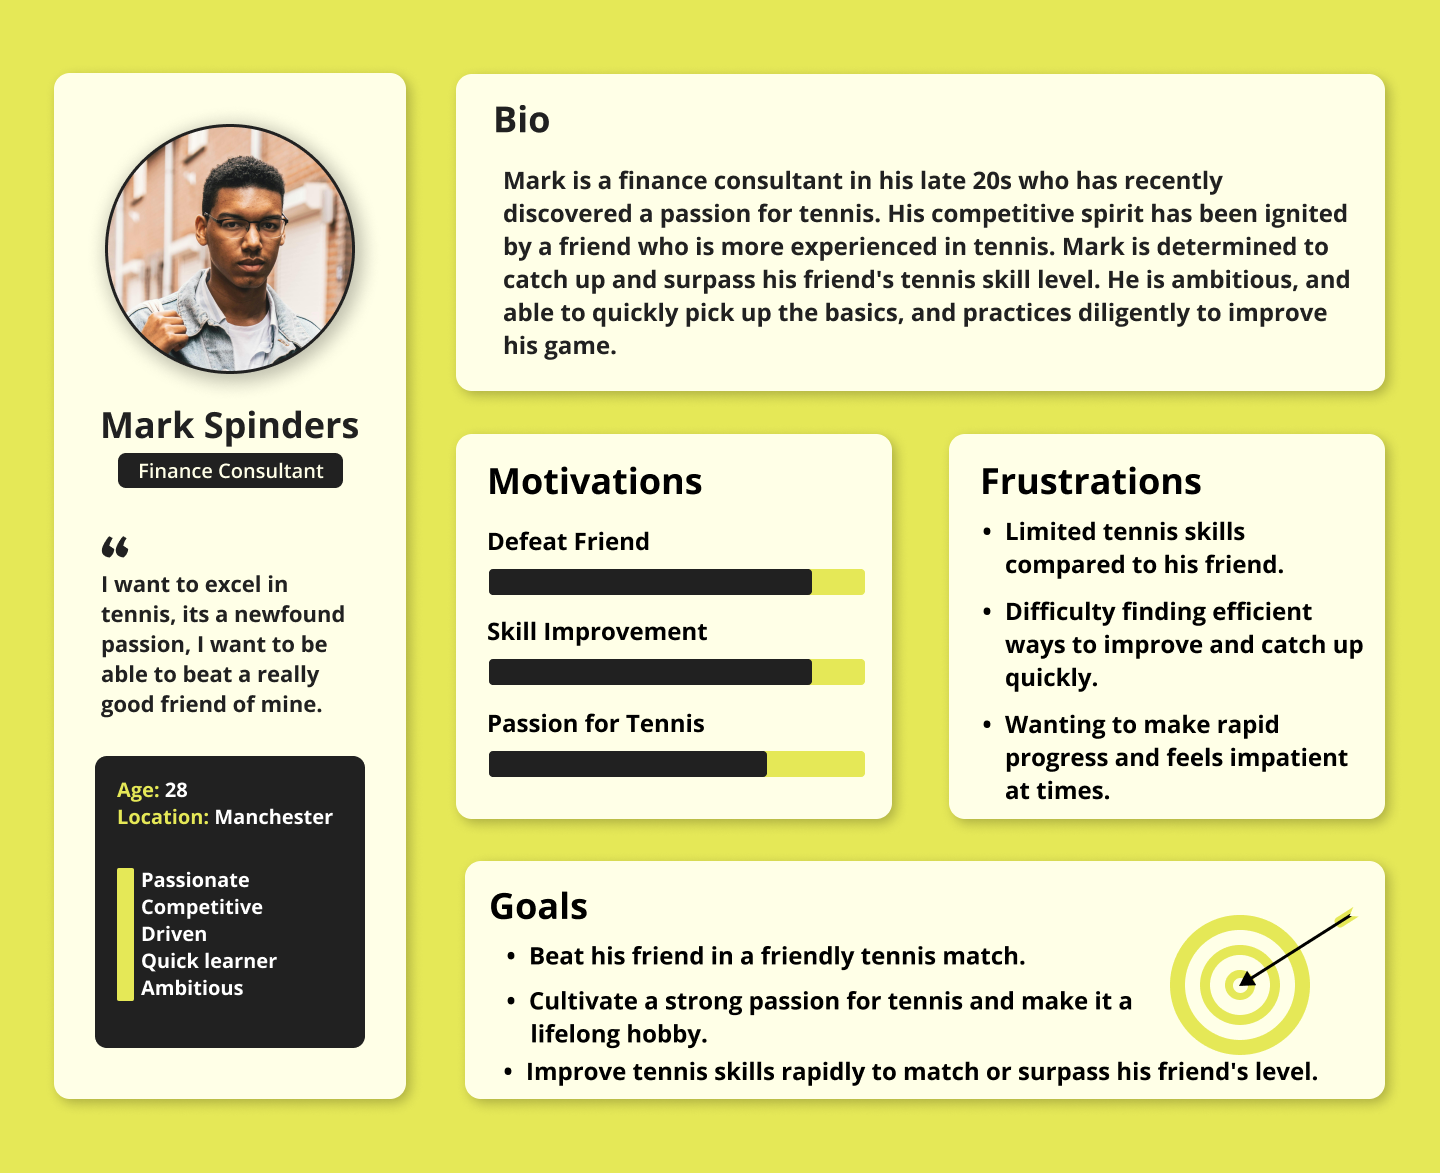 Mark Spinders
Finance Consultant
“
I want to excel in
tennis, its a newfound
passion, I want to be
able to beat a really
good friend of mine.
Age: 28
Location: Manchester
Passionate
Competitive
Driven
Quick learner
Ambitious
Bio
Mark is a finance consultant in his late 20s who has recently
discovered a passion for tennis. His competitive spirit has been ignited
by a friend who is more experienced in tennis. Mark is determined to
catch up and surpass his friend's tennis skill level. He is ambitious, and
able to quickly pick up the basics, and practices diligently to improve
his game.
Motivations
Defeat Friend
Skill Improvement
Passion for Tennis
Frustrations
• Limited tennis skills
compared to his friend.
• Difficulty finding efficient
ways to improve and catch up
quickly.
• Wanting to make rapid
progress and feels impatient
at times.
Goals
• Beat his friend in a friendly tennis match.
• Cultivate a strong passion for tennis and make it a
lifelong hobby.
• Improve tennis skills rapidly to match or surpass his friend's level.